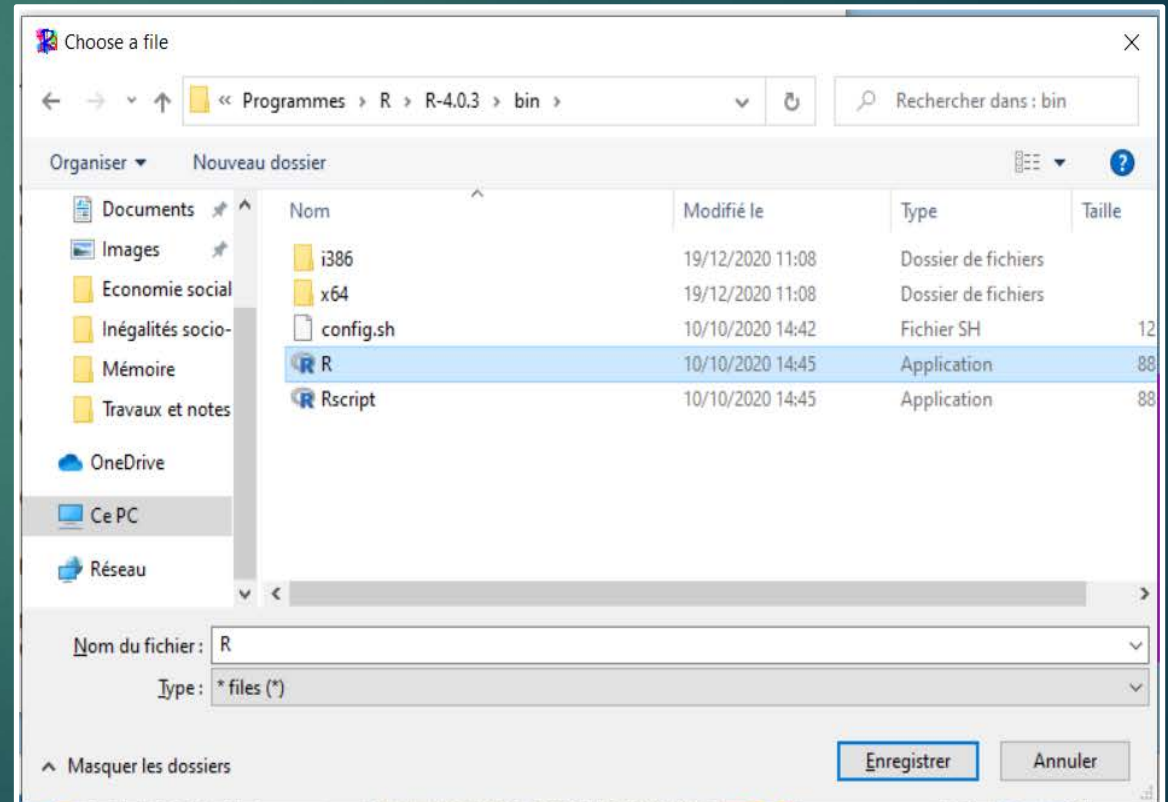 Choose a file
« Programmes > R > R-4.0.3 > bin >
Rechercher dans : bin
Organiser Nouveau dossier
Documents
Images
Economie social
Inégalités socio-
Mémoire
Travaux et notes
OneDrive
Ce PC
Réseau
Nom Modifié le Type Taille
i386 19/12/2020 11:08 Dossier de fichiers
x64 19/12/2020 11:08 Dossier de fichiers
config.sh 10/10/2020 14:42 Fichier SH 12
R 10/10/2020 14:45 Application 88
Rscript 10/10/2020 14:45 Application 88
Nom du fichier : R
Type : * files (*)
Masquer les dossiers
Enregistrer Annuler